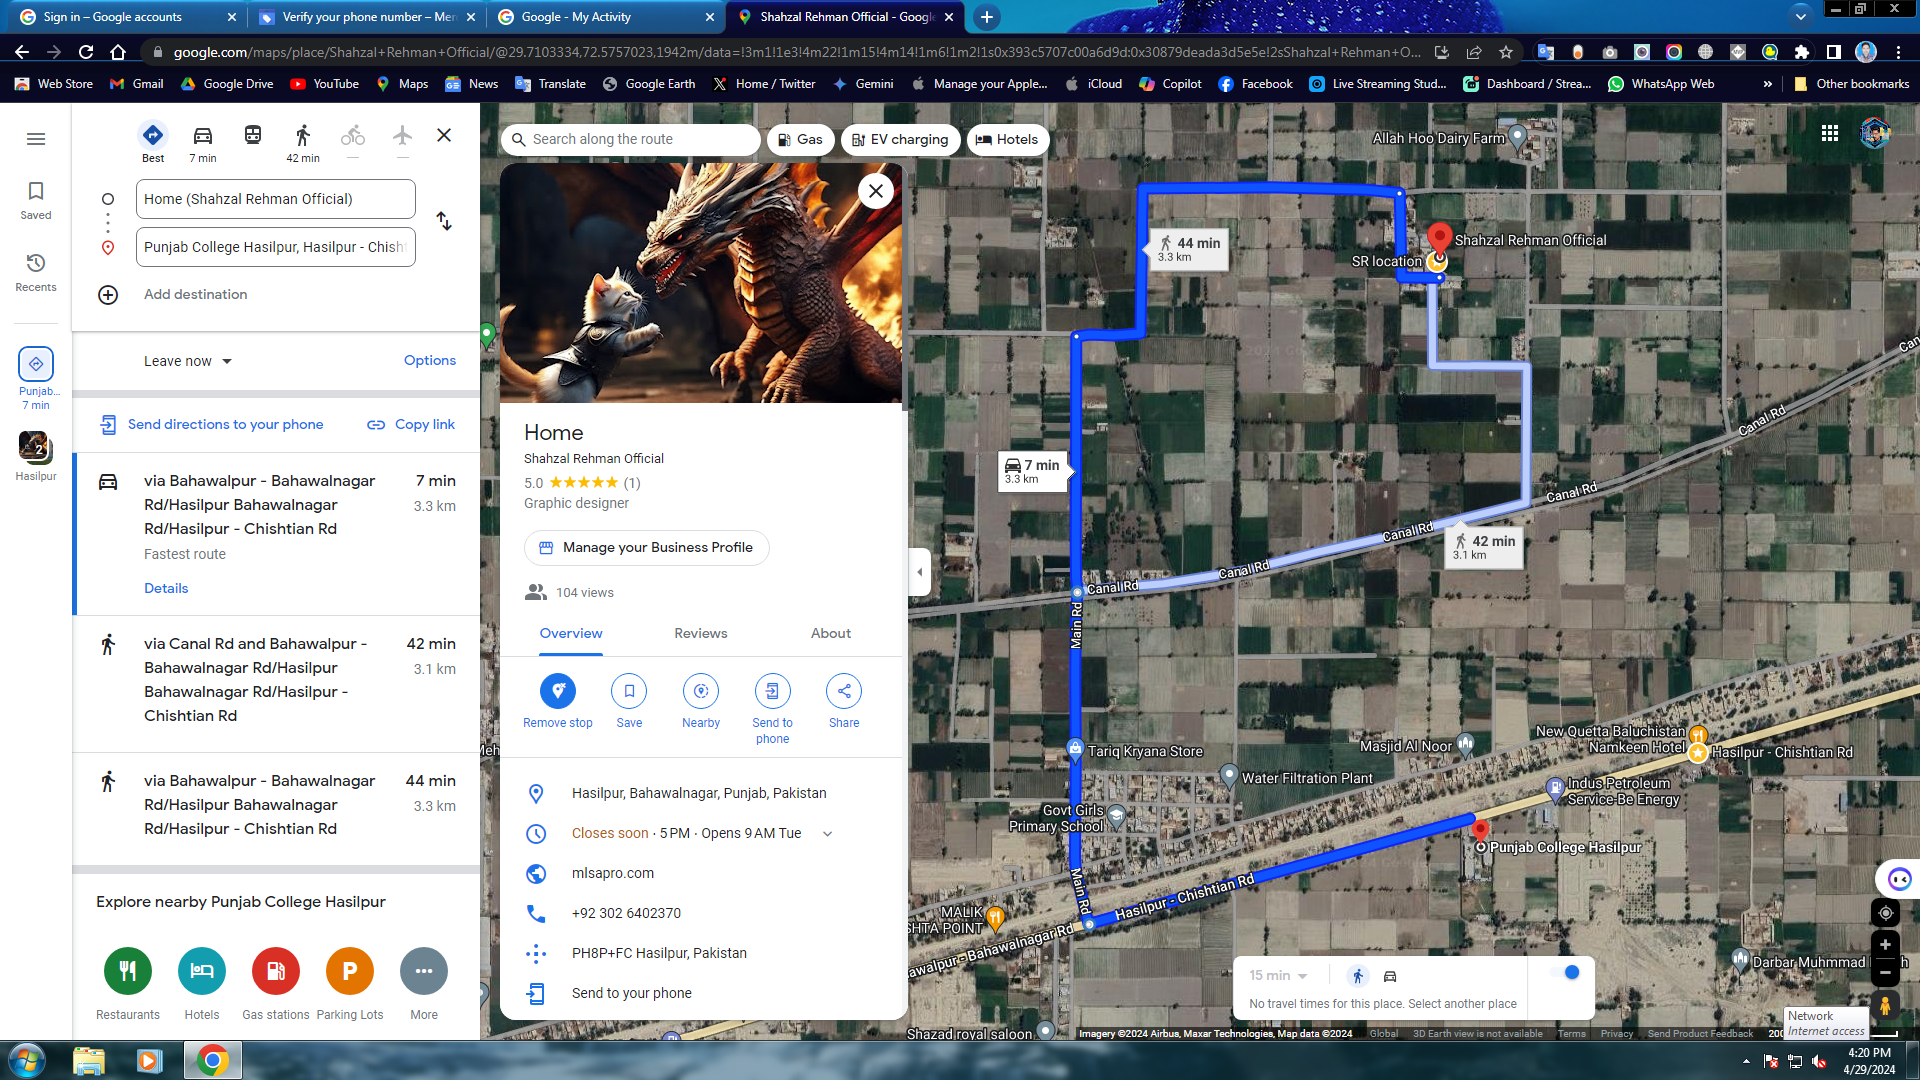 Sign in – Google accounts
Verify your phone number – Mer
Google - My Activity
Shahzal Rehman Official - Google
google.com/maps/place/Shahzal+Rehman+Official/@29.7103334,72.5757023,1942m/data=!3m1!1e3!4m22!1m15!4m14!1m6!1m2!1s0x393c5707c00a6d9d:0x30879deada3d5e5e!2sShahzal+Rehman+O...
Web Store
Gmail
Google Drive
YouTube
Maps
News
Translate
Google Earth
Home / Twitter
Gemini
Manage your Apple...
iCloud
Copilot
Facebook
Live Streaming Stud...
Dashboard / Strea...
WhatsApp Web
»
Other bookmarks
Saved
Recents
Punjab...
7 min
2
Hasilpur
Best
7 min
42 min
Home (Shahzal Rehman Official)
Punjab College Hasilpur, Hasilpur - Chisht
Add destination
Leave now
Options
Send directions to your phone
Copy link
via Bahawalpur - Bahawalnagar
Rd/Hasilpur Bahawalnagar
Rd/Hasilpur - Chishtian Rd
7 min
3.3 km
Fastest route
Details
via Canal Rd and Bahawalpur -
Bahawalnagar Rd/Hasilpur
Bahawalnagar Rd/Hasilpur -
Chishtian Rd
42 min
3.1 km
via Bahawalpur - Bahawalnagar
Rd/Hasilpur Bahawalnagar
Rd/Hasilpur - Chishtian Rd
44 min
3.3 km
Explore nearby Punjab College Hasilpur
Restaurants
Hotels
Gas stations
P
Parking Lots
More
Search along the route
Gas
EV charging
Hotels
Home
Shahzal Rehman Official
5.0 ★★★★★ (1)
Graphic designer
Manage your Business Profile
104 views
Overview
Reviews
About
Remove stop
Save
Nearby
Send to
phone
Share
Hasilpur, Bahawalnagar, Punjab, Pakistan
Closes soon · 5 PM · Opens 9 AM Tue
mlsapro.com
+92 302 6402370
PH8P+FC Hasilpur, Pakistan
Send to your phone
Allah Hoo Dairy Farm
44 min
3.3 km
Shahzal Rehman Official
SR location
7 min
3.3 km
Canal Rd
Canal Rd
Canal Rd
Canal Rd
Canal Rd
Can
42 min
3.1 km
Main Rd
Meh
Tariq Kryana Store
Masjid Al Noor
New Quetta Baluchistan
Namkeen Hotel
Hasilpur - Chishtian Rd
Water Filtration Plant
Indus Petroleum
Service-Be Energy
Govt Girls
Primary School
Punjab College Hasilpur
Main Rd
Hasilpur - Chishtian Rd
MALIK
SHTA POINT
awalpur - Bahawalnagar Rd
Darbar Muhmmad
h
Shazad royal saloon
15 min
No travel times for this place. Select another place
Network
Internet access
Imagery ©2024 Airbus, Maxar Technologies, Map data ©2024
Global
3D Earth view is not available
Terms
Privacy
Send Product Feedback
200
4:20 PM
4/29/2024